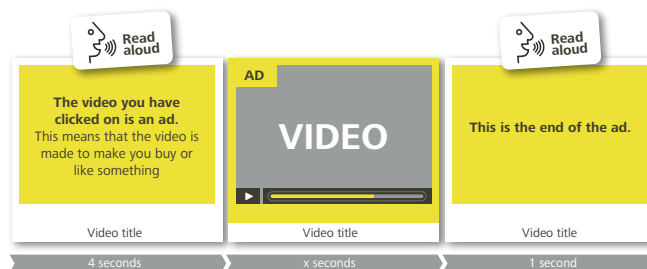 Read
aloud
The video you have
clicked on is an ad.
This means that the video is
made to make you buy or
like something
Video title
4 seconds
AD
VIDEO
Video title
x seconds
Read
aloud
This is the end of the ad.
Video title
1 second